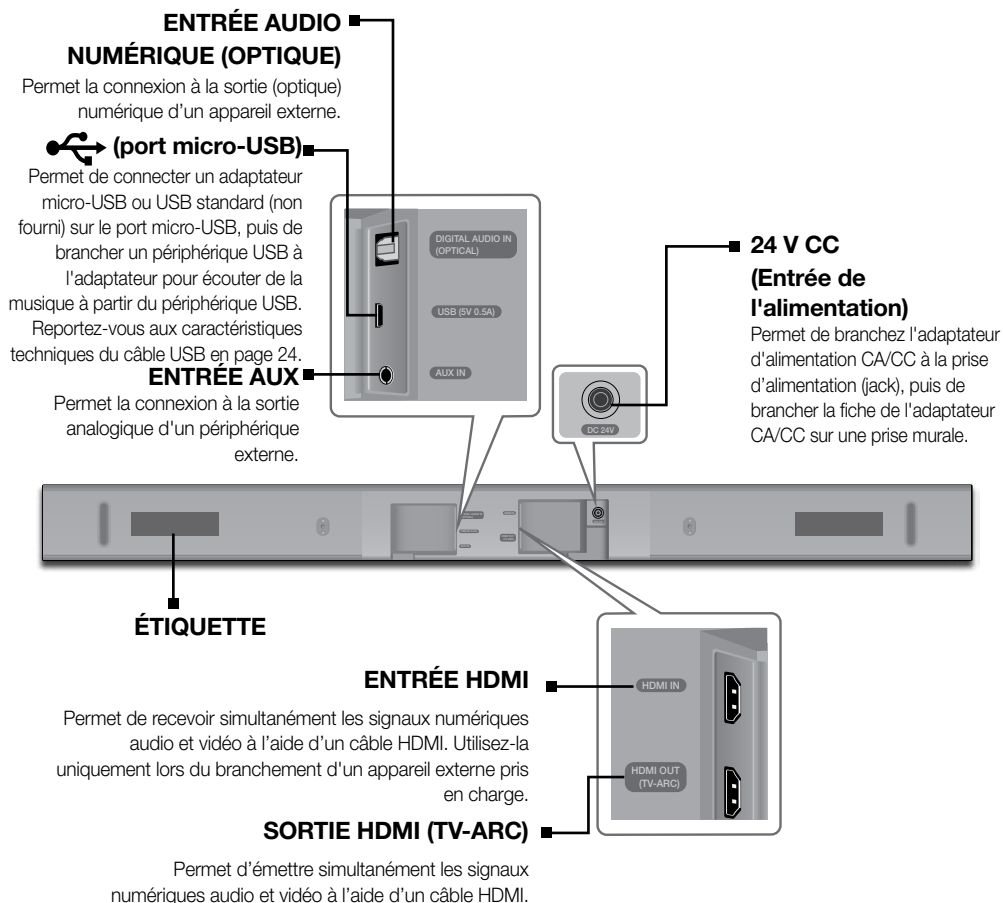 ENTRÉE AUDIO
NUMÉRIQUE (OPTIQUE)
Permet la connexion à la sortie (optique)
numérique d’un appareil externe.
(port micro-USB)
Permet de connecter un adaptateur
micro-USB ou USB standard (non
fourni) sur le port micro-USB, puis de
brancher un périphérique USB à
l'adaptateur pour écouter de la
musique à partir du périphérique USB.
Reportez-vous aux caractéristiques
techniques du câble USB en page 24.
ENTRÉE AUX
Permet la connexion à la sortie
analogique d'un périphérique
externe.
DIGITAL AUDIO IN
(OPTICAL)
USB (5V 0.5A)
AUX IN
DC 24V
24 V CC
(Entrée de
l'alimentation)
Permet de branchez l'adaptateur
d'alimentation CA/CC à la prise
d’alimentation (jack), puis de
brancher la fiche de l'adaptateur
CA/CC sur une prise murale.
ÉTIQUETTE
ENTRÉE HDMI
Permet de recevoir simultanément les signaux numériques
audio et vidéo à l’aide d’un câble HDMI. Utilisez-la
uniquement lors du branchement d'un appareil externe pris
en charge.
SORTIE HDMI (TV-ARC)
Permet d’émettre simultanément les signaux
numériques audio et vidéo à l’aide d’un câble HDMI.
HDMI IN
HDMI OUT
(TV-ARC)